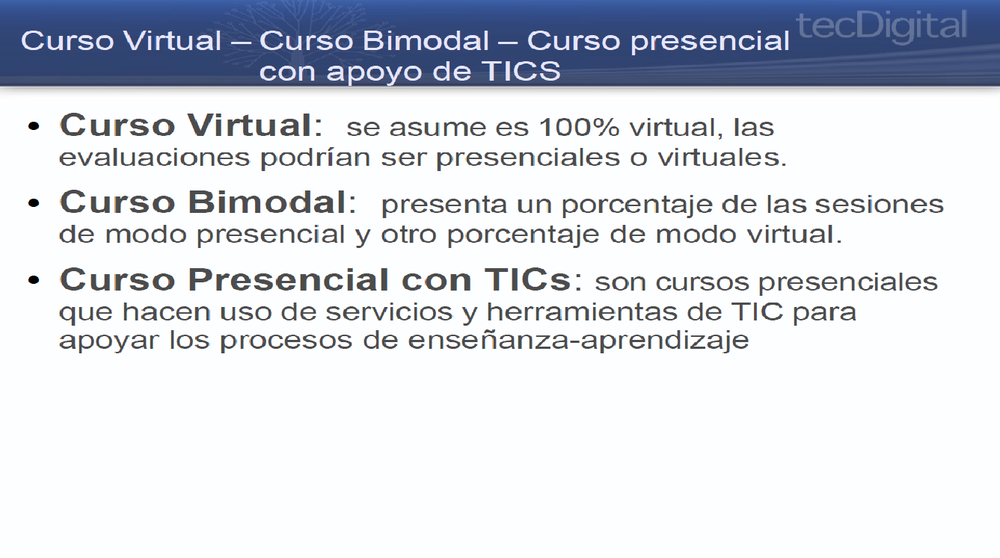 tecDigital
Curso Virtual – Curso Bimodal – Curso presencial
con apoyo de TICS
• Curso Virtual: se asume es 100% virtual, las
evaluaciones podrían ser presenciales o virtuales.
• Curso Bimodal: presenta un porcentaje de las sesiones
de modo presencial y otro porcentaje de modo virtual.
• Curso Presencial con TICs: son cursos presenciales
que hacen uso de servicios y herramientas de TIC para
apoyar los procesos de enseñanza-aprendizaje